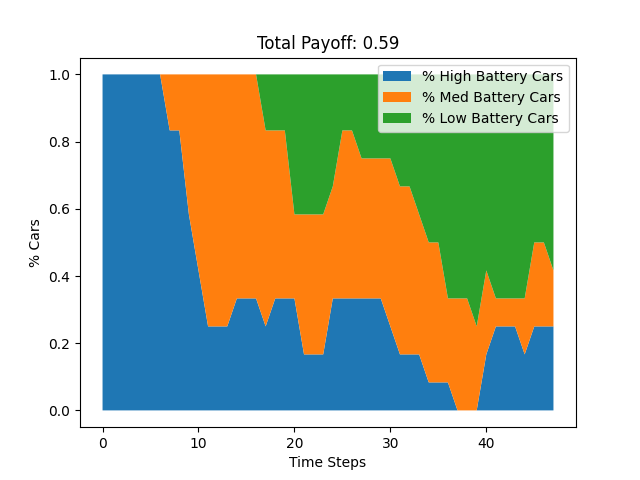 Total Payoff: 0.59
% High Battery Cars
% Med Battery Cars
% Low Battery Cars
1.0
0.8
0.6
0.4
0.2
0.0
% Cars
0 10 20 30 40
Time Steps